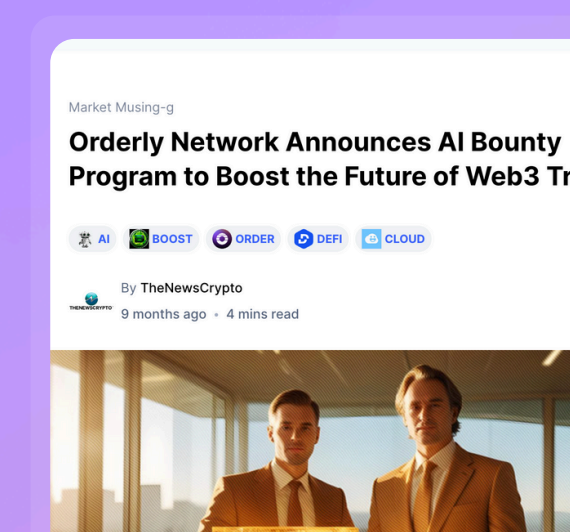 Market Musing-g
Orderly Network Announces AI Bounty
Program to Boost the Future of Web3 Tr
AI BOOST ORDER DEFI CLOUD
By TheNewsCrypto
THENEWSCRYPTO
9 months ago • 4 mins read